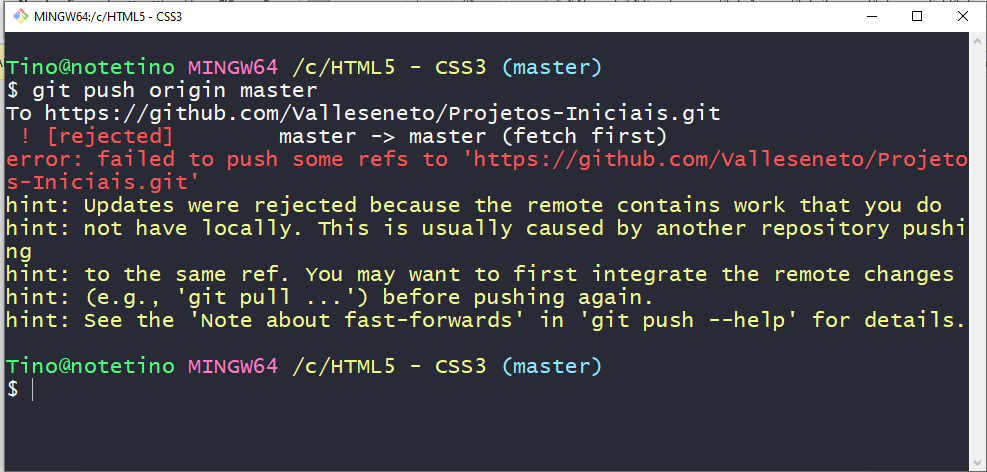 MINGW64:/c/HTML5 - CSS3
Tino@notetino MINGW64 /c/HTML5 - CSS3 (master)
$ git push origin master
To https://github.com/Valleseneto/Projetos-Iniciais.git
 ! [rejected]        master -> master (fetch first)
error: failed to push some refs to 'https://github.com/Valleseneto/Projeto
s-Iniciais.git'
hint: Updates were rejected because the remote contains work that you do
hint: not have locally. This is usually caused by another repository pushi
ng
hint: to the same ref. You may want to first integrate the remote changes
hint: (e.g., 'git pull ...') before pushing again.
hint: See the 'Note about fast-forwards' in 'git push --help' for details.
Tino@notetino MINGW64 /c/HTML5 - CSS3 (master)
$